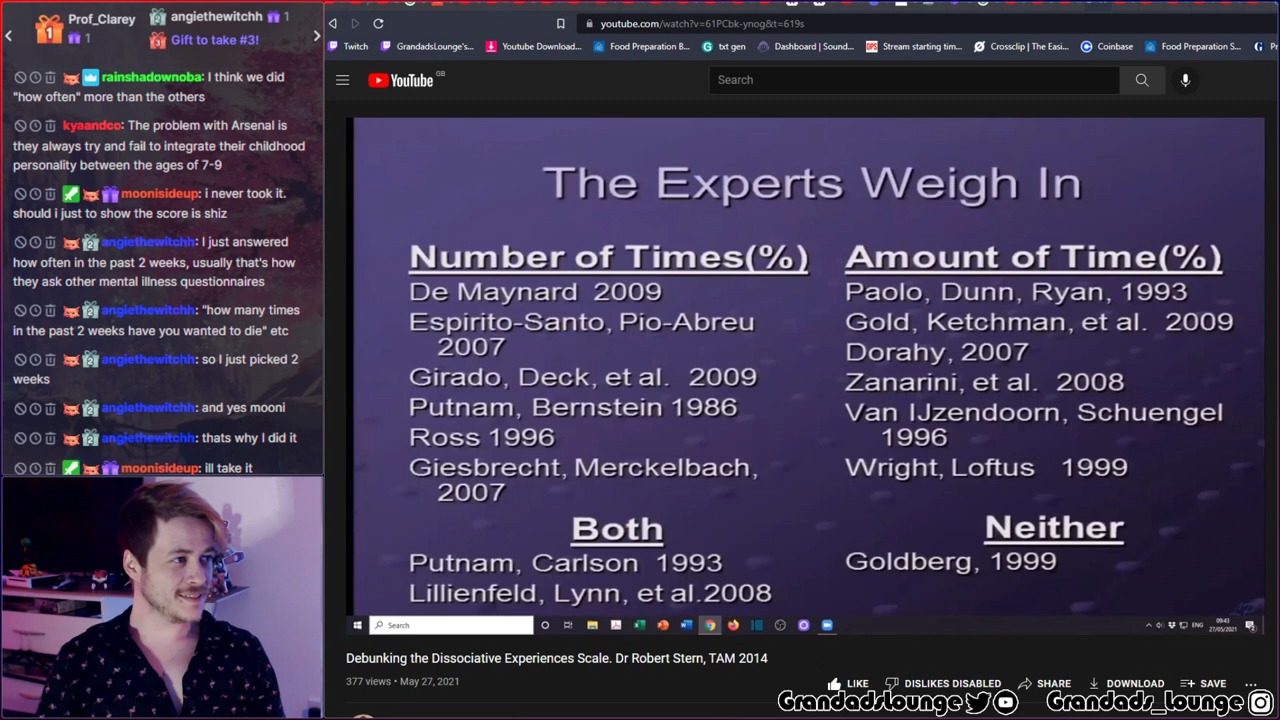 Prof_Clarey
1
1
angiethewitchh 1
Gift to take #3!
rainshadownoba: I think we did
"how often" more than the others
kyaandco: The problem with Arsenal is
they always try and fail to integrate their childhood
personality between the ages of 7-9
moonisideup: i never took it.
should i just to show the score is shiz
angiethewitchh: I just answered
how often in the past 2 weeks, usually that's how
they ask other mental illness questionnaires
angiethewitchh: "how many times
in the past 2 weeks have you wanted to die" etc
angiethewitchh: so I just picked 2
weeks
angiethewitchh: and yes mooni
angiethewitchh: thats why I did it
moonisideup: ill take it
youtube.com/watch?v=61PCbk-ynog&t=619s
Twitch
GrandadsLounge's...
Youtube Download...
Food Preparation B...
txt gen
Dashboard | Sound...
Stream starting tim...
Crossclip | The Easi...
Coinbase
Food Preparation S...
YouTube GB
Search
The Experts Weigh In
Number of Times(%)
De Maynard 2009
Espirito-Santo, Pio-Abreu
2007
Girado, Deck, et al. 2009
Putnam, Bernstein 1986
Ross 1996
Giesbrecht, Merckelbach,
2007
Amount of Time(%)
Paolo, Dunn, Ryan, 1993
Gold, Ketchman, et al. 2009
Dorahy, 2007
Zanarini, et al. 2008
Van IJzendoorn, Schuengel
1996
Wright, Loftus 1999
Both
Putnam, Carlson 1993
Lillienfeld, Lynn, et al.2008
Neither
Goldberg, 1999
Search
ENG
09:43
27/05/2021
Debunking the Dissociative Experiences Scale. Dr Robert Stern, TAM 2014
377 views • May 27, 2021
LIKE
DISLIKES DISABLED
SHARE
DOWNLOAD
SAVE
Grandadslounge
Grandads_lounge